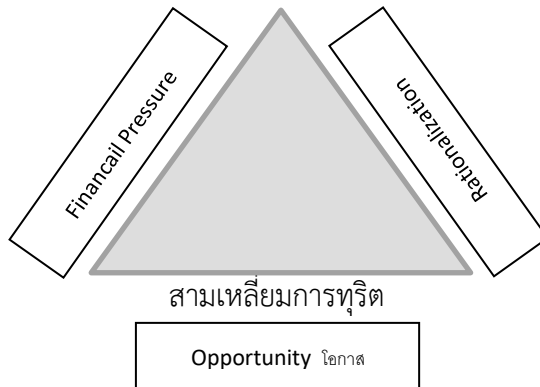 Financail Pressure
Rationalization
สามเหลี่ยมการทุริต
Opportunity โอกาส